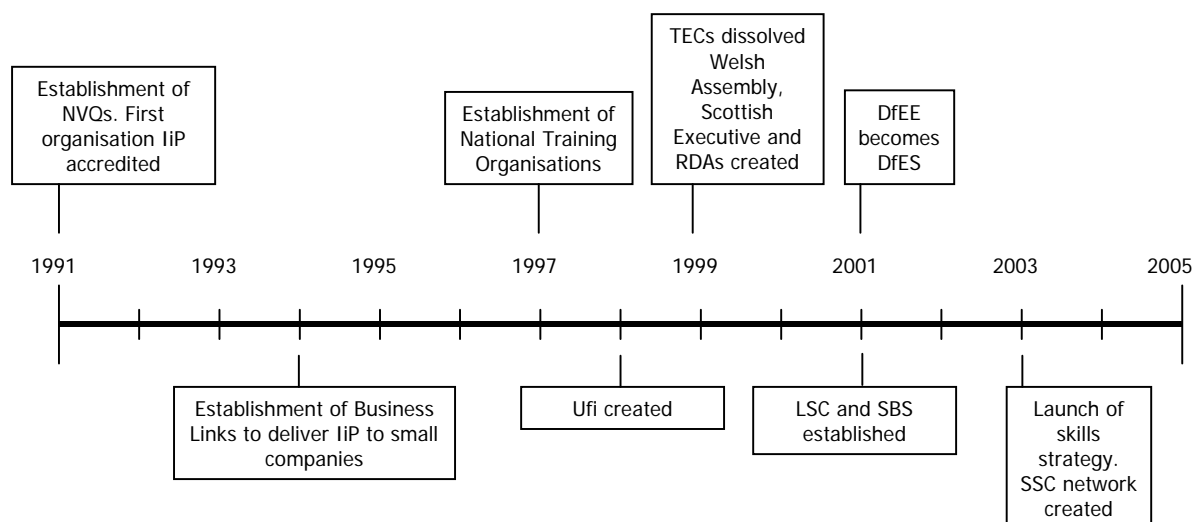 Establishment of
NVQs. First
organisation IiP
accredited
Establishment of
National Training
Organisations
TECs dissolved
Welsh
Assembly,
Scottish
Executive and
RDAs created
DfEE
becomes
DfES
1991
1993
1995
1997
1999
2001
2003
2005
Establishment of Business
Links to deliver IiP to small
companies
Ufi created
LSC and SBS
established
Launch of
skills
strategy.
SSC network
created